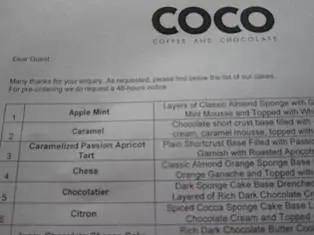 COCO
COFFEE AND CHOCOLATE
Dear Guest
Many thanks for your enquiry. As requested, please find below the list of our cakes.
For pre-ordering we do request a 48-hours notice
1 Apple Mint Layers of Classic Almond Sponge with
Mint Mousse and Topped with
2 Caramel Chocolate short crust base filled with
cream, caramel mousse, topped with
3 Caramelized Passion Apricot Tart Plain Shortcrust Base Filled with Passion
Garnish with Roasted Apricots
4 Chess Classic Almond Orange Sponge Base
Orange Ganache and Topped with
5 Chocolatier Dark Sponge Cake Base Drenched
Layered of Rich Dark Chocolate
6 Citron Spiced Cocoa Sponge Base
Chocolate Cream and Topped
Rich Dark Chocolate Butter